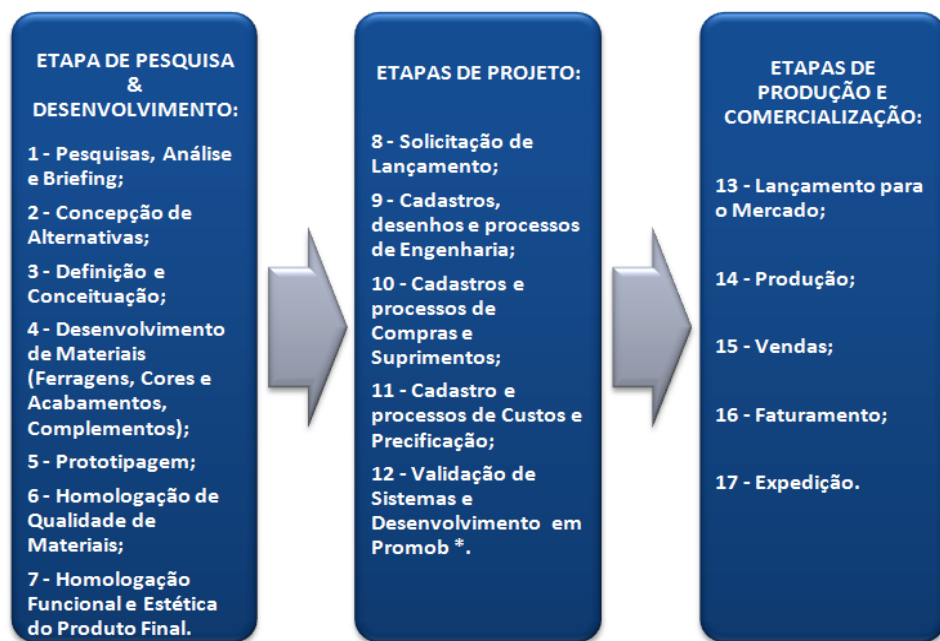 ETAPA DE PESQUISA
&
DESENVOLVIMENTO:
1 - Pesquisas, Análise
e Briefing;
2 - Concepção de
Alternativas;
3 - Definição e
Conceituação;
4 - Desenvolvimento
de Materiais
(Ferragens, Cores e
Acabamentos,
Complementos);
5 - Prototipagem;
6 - Homologação de
Qualidade de
Materiais;
7 - Homologação
Funcional e Estética
do Produto Final.
ETAPAS DE PROJETO:
8 - Solicitação de
Lançamento;
9 - Cadastros,
desenhos e processos
de Engenharia;
10 - Cadastros e
processos de
Compras e
Suprimentos;
11 - Cadastro e
processos de Custos e
Precificação;
12 - Validação de
Sistemas e
Desenvolvimento em
Promob *.
ETAPAS DE
PRODUÇÃO E
COMERCIALIZAÇÃO:
13 - Lançamento para
o Mercado;
14 - Produção;
15 - Vendas;
16 - Faturamento;
17 - Expedição.